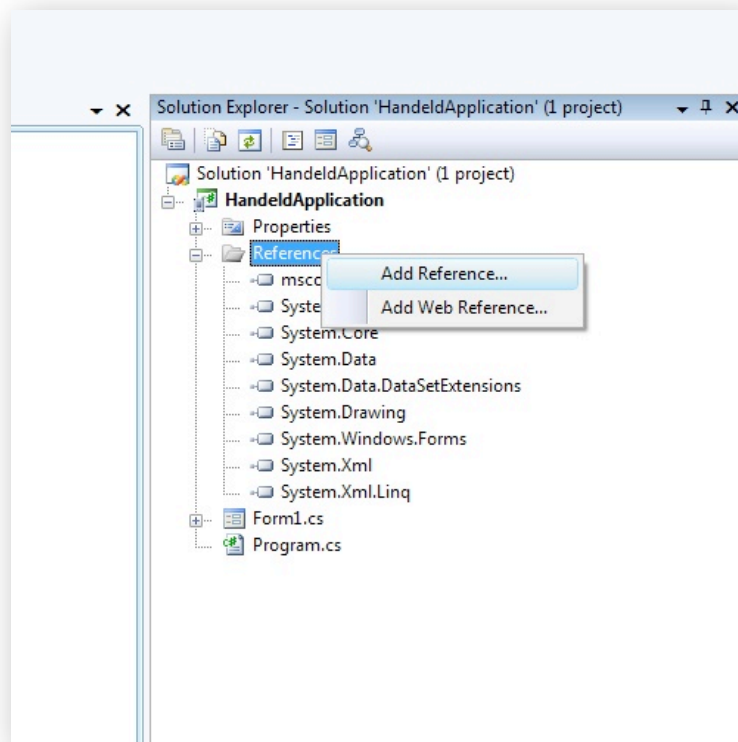 Solution Explorer - Solution 'HandeldApplication' (1 project)
Solution 'HandeldApplication' (1 project)
HandeldApplication
Properties
References
Add Reference...
Add Web Reference...
System.Core
System.Data
System.Data.DataSetExtensions
System.Drawing
System.Windows.Forms
System.Xml
System.Xml.Linq
Form1.cs
Program.cs